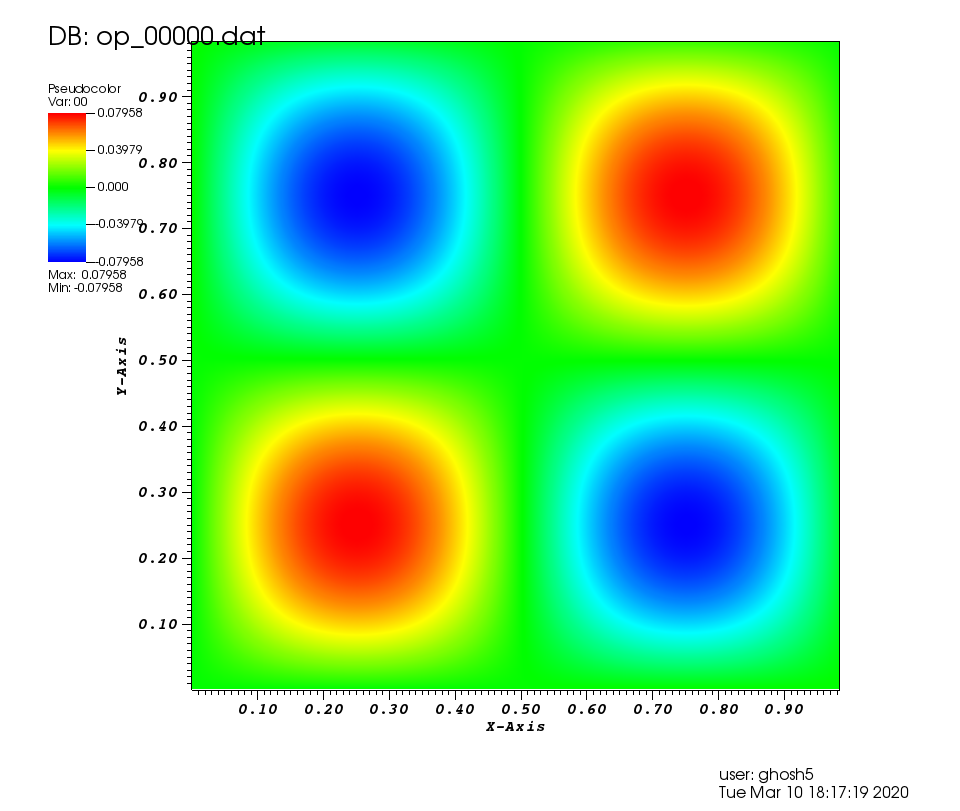 DB: op_00000.dat
Pseudocolor
Var: 00
0.07958
0.03979
0.000
-0.03979
-0.07958
Max: 0.07958
Min: -0.07958
0.90
0.80
0.70
0.60
0.50
0.40
0.30
0.20
0.10
Y-Axis
0.10 0.20 0.30 0.40 0.50 0.60 0.70 0.80 0.90
X-Axis
user: ghosh5
Tue Mar 10 18:17:19 2020